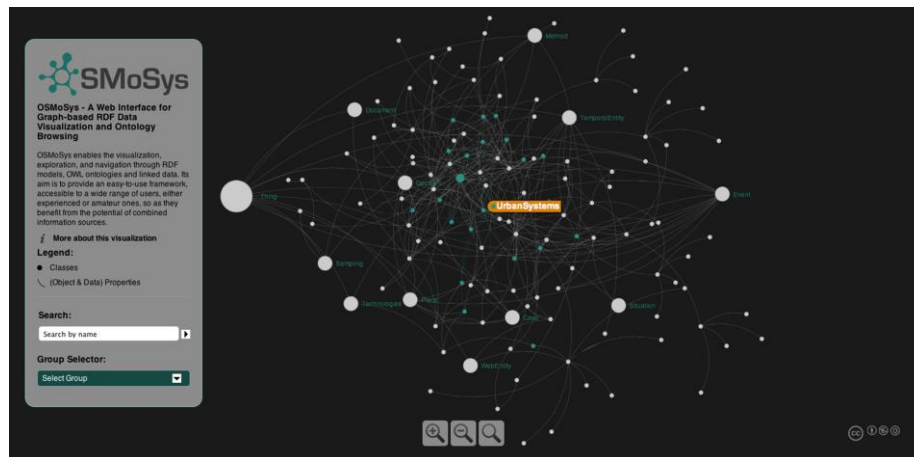 SMoSys
OSMoSys - A Web Interface for
Graph-based RDF Data
Visualization and Ontology
Browsing
OSMoSys enables the visualization,
exploration, and navigation through RDF
models, OWL ontologies and linked data. Its
aim is to provide an easy-to-use framework,
accessible to a wide range of users, either
experienced or amateur ones, so as they
benefit from the potential of combined
information sources.
i More about this visualization
Legend:
Classes
(Object & Data) Properties
Search:
Search by name
Group Selector:
Select Group
Method
Document
TemporalEntity
Thing
UrbanSystems
Event
Sampling
Technologies
Place
Situation
WebEntity
cc